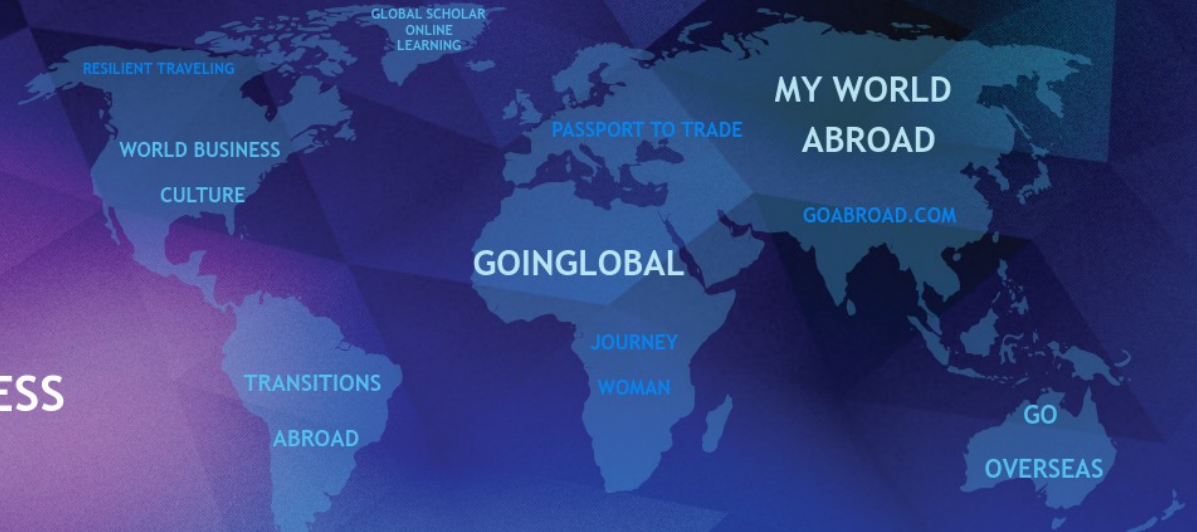 GLOBAL SCHOLAR
ONLINE
LEARNING
RESILIENT TRAVELING
MY WORLD
ABROAD
PASSPORT TO TRADE
WORLD BUSINESS
CULTURE
GOABROAD.COM
GOINGLOBAL
JOURNEY
WOMAN
TRANSITIONS
ABROAD
ESS
GO
OVERSEAS